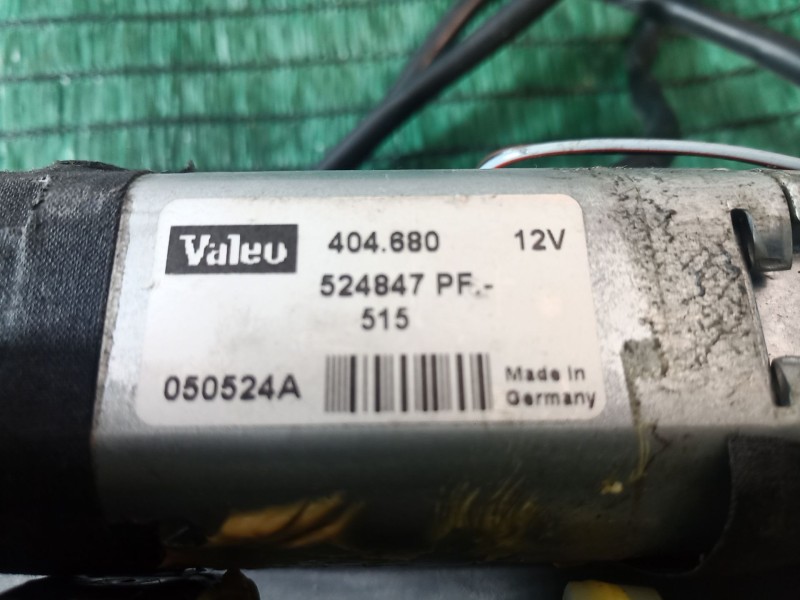 Valeo 404.680 12V
524847 PF.-
515
050524A
Made in
Germany